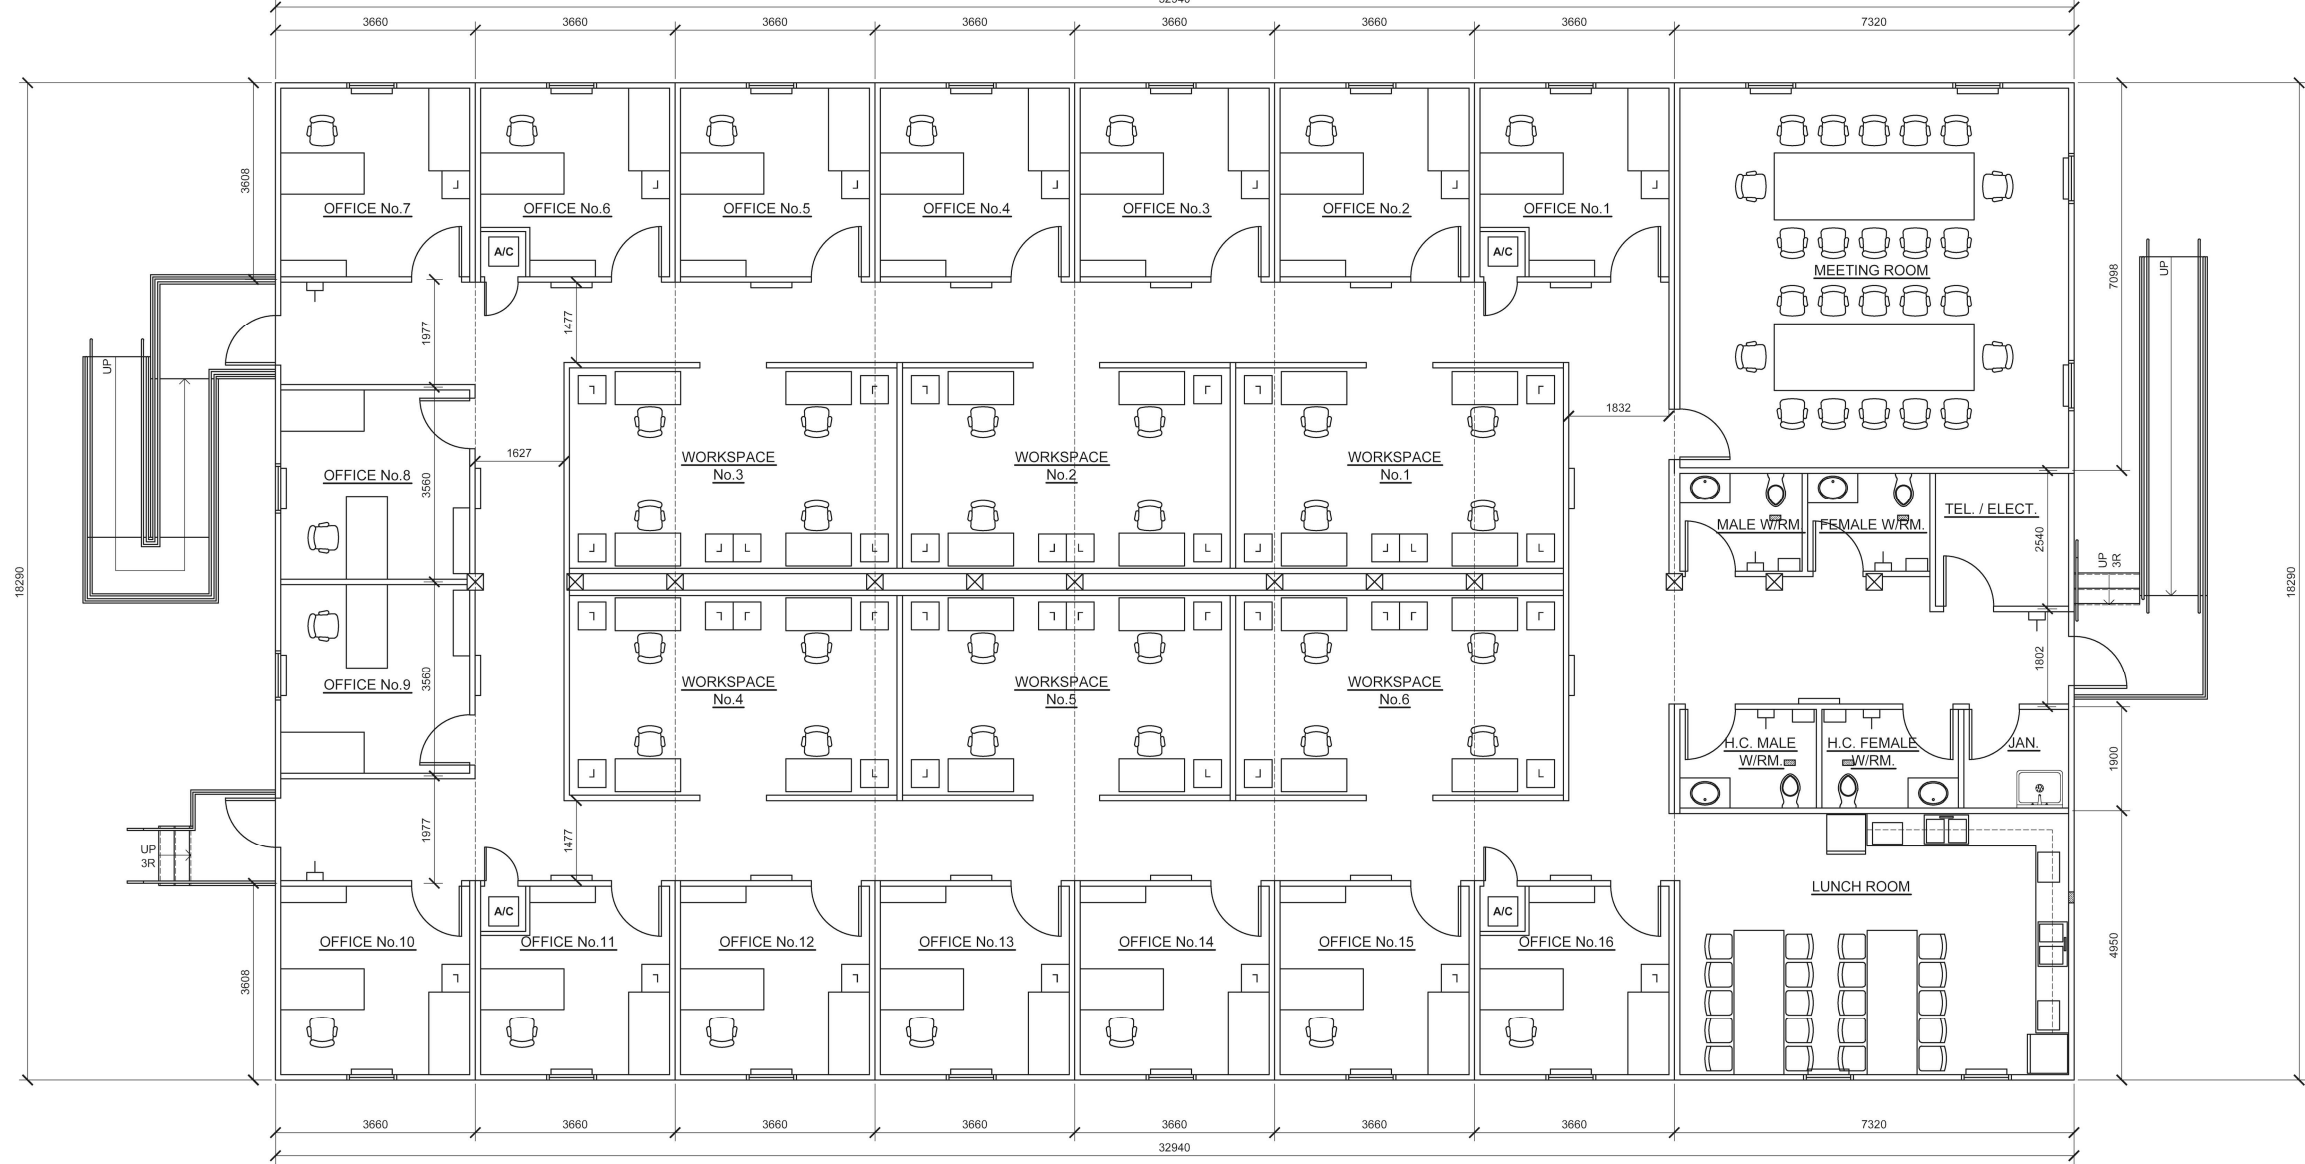 32940
3660 3660 3660 3660 3660 3660 3660 7320
OFFICE No.7 OFFICE No.6 OFFICE No.5 OFFICE No.4 OFFICE No.3 OFFICE No.2 OFFICE No.1
3608
A/C
A/C
MEETING ROOM
7098
UP
UP
1977
1477
1832
1627
WORKSPACE
No.3
WORKSPACE
No.2
WORKSPACE
No.1
OFFICE No.8
3560
MALE W/RM.
FEMALE W/RM.
TEL. / ELECT.
2540
UP
3R
18290
18290
OFFICE No.9
3560
WORKSPACE
No.4
WORKSPACE
No.5
WORKSPACE
No.6
1802
H.C. MALE
W/RM.
H.C. FEMALE
W/RM.
JAN.
1900
1977
1477
UP
3R
LUNCH ROOM
A/C
A/C
OFFICE No.10 OFFICE No.11 OFFICE No.12 OFFICE No.13 OFFICE No.14 OFFICE No.15 OFFICE No.16
3608
4950
3660 3660 3660 3660 3660 3660 3660 7320
32940